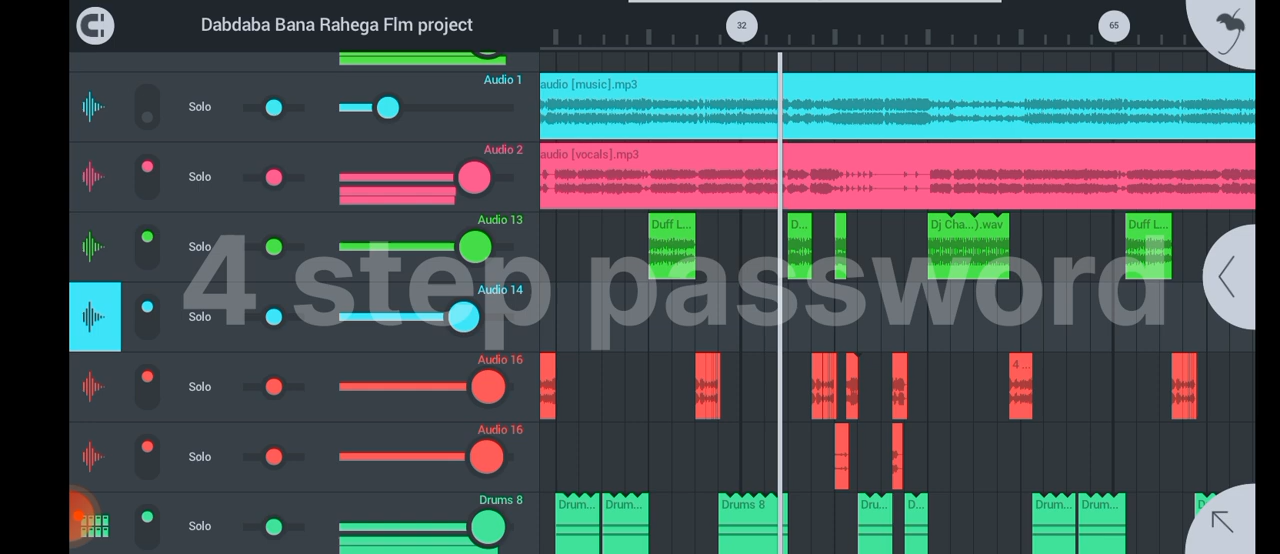 Dabdaba Bana Rahega Flm project
32
65
Audio 1
Solo
audio [music].mp3
Audio 2
Solo
audio [vocals].mp3
Audio 13
Solo
Duff L...
D...
Dj Cha...).wav
Duff L...
4 step password
Audio 14
Solo
Audio 16
Solo
4 ...
Audio 16
Solo
Drums 8
Solo
Drum...
Drum...
Drums 8
Dru...
D...
Drum...
Drum...